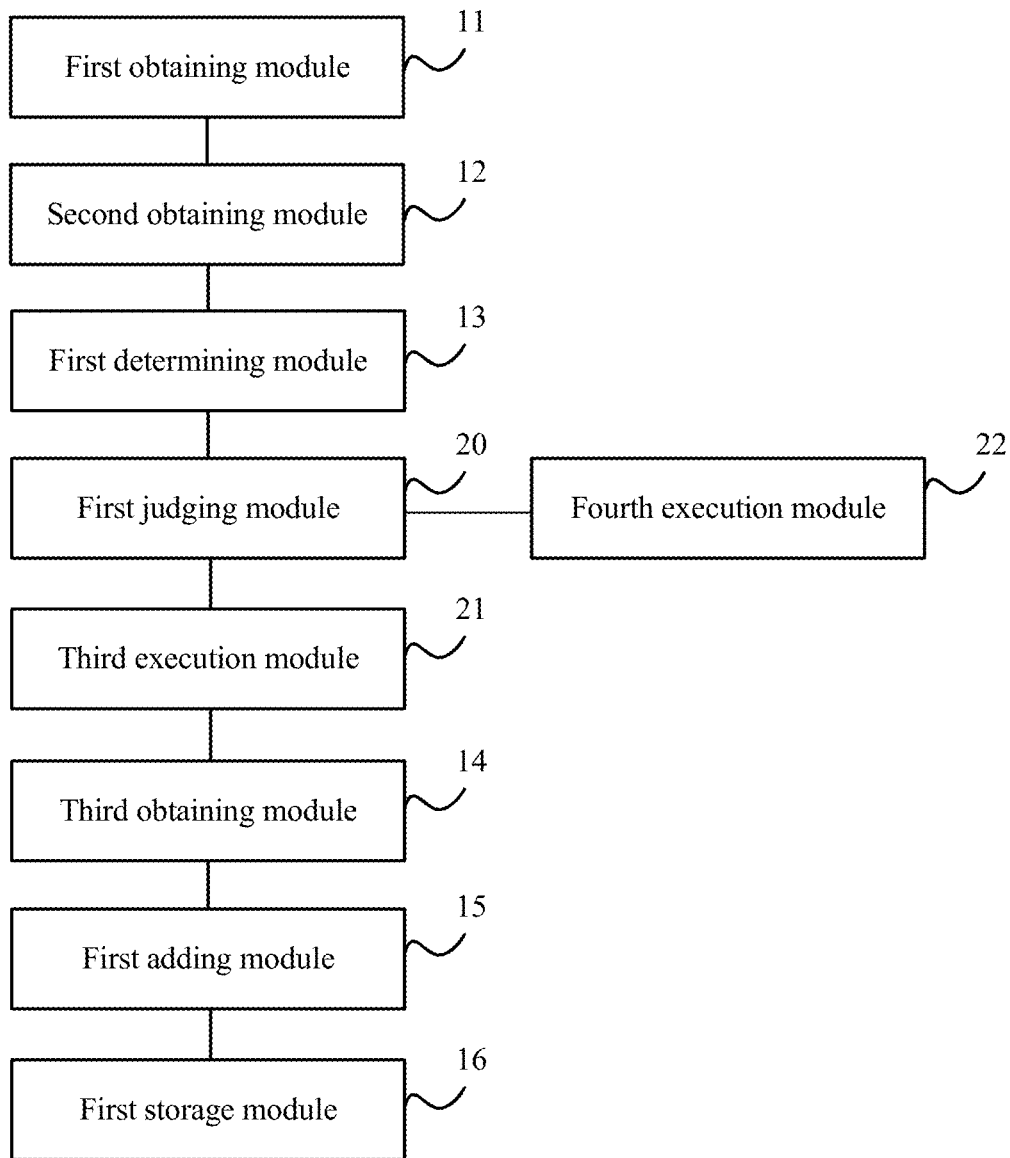 11
First obtaining module
12
Second obtaining module
13
First determining module
20
22
First judging module
Fourth execution module
21
Third execution module
14
Third obtaining module
15
First adding module
16
First storage module